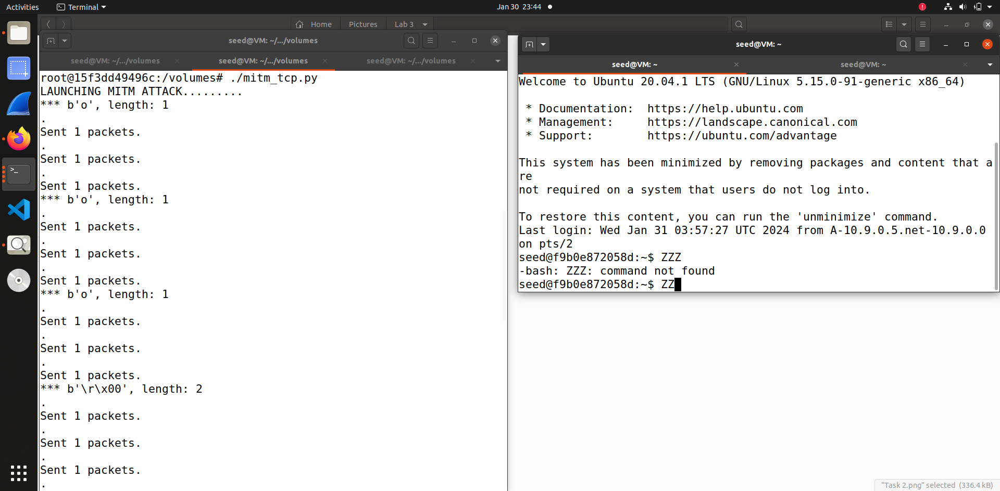 Activities
Terminal
Jan 30 23:44
Home
Pictures
Lab 3
seed@VM: ~/.../volumes
seed@VM: ~/.../volumes
seed@VM: ~/.../volumes
seed@VM: ~/.../volumes
root@15f3dd49496c:/volumes# ./mitm_tcp.py
LAUNCHING MITM ATTACK.........
*** b'o', length: 1
.
Sent 1 packets.
.
Sent 1 packets.
.
Sent 1 packets.
*** b'o', length: 1
.
Sent 1 packets.
.
Sent 1 packets.
.
Sent 1 packets.
*** b'o', length: 1
.
Sent 1 packets.
.
Sent 1 packets.
.
Sent 1 packets.
*** b'\r\x00', length: 2
.
Sent 1 packets.
.
Sent 1 packets.
.
Sent 1 packets.
.
seed@VM: ~
seed@VM: ~
seed@VM: ~
Welcome to Ubuntu 20.04.1 LTS (GNU/Linux 5.15.0-91-generic x86_64)
* Documentation:  https://help.ubuntu.com
* Management:     https://landscape.canonical.com
* Support:        https://ubuntu.com/advantage
This system has been minimized by removing packages and content that a
re
not required on a system that users do not log into.
To restore this content, you can run the 'unminimize' command.
Last login: Wed Jan 31 03:57:27 UTC 2024 from A-10.9.0.5.net-10.9.0.0
on pts/2
seed@f9b0e872058d:~$ ZZZ
-bash: ZZZ: command not found
seed@f9b0e872058d:~$ ZZ
"Task 2.png" selected (336.4 kB)